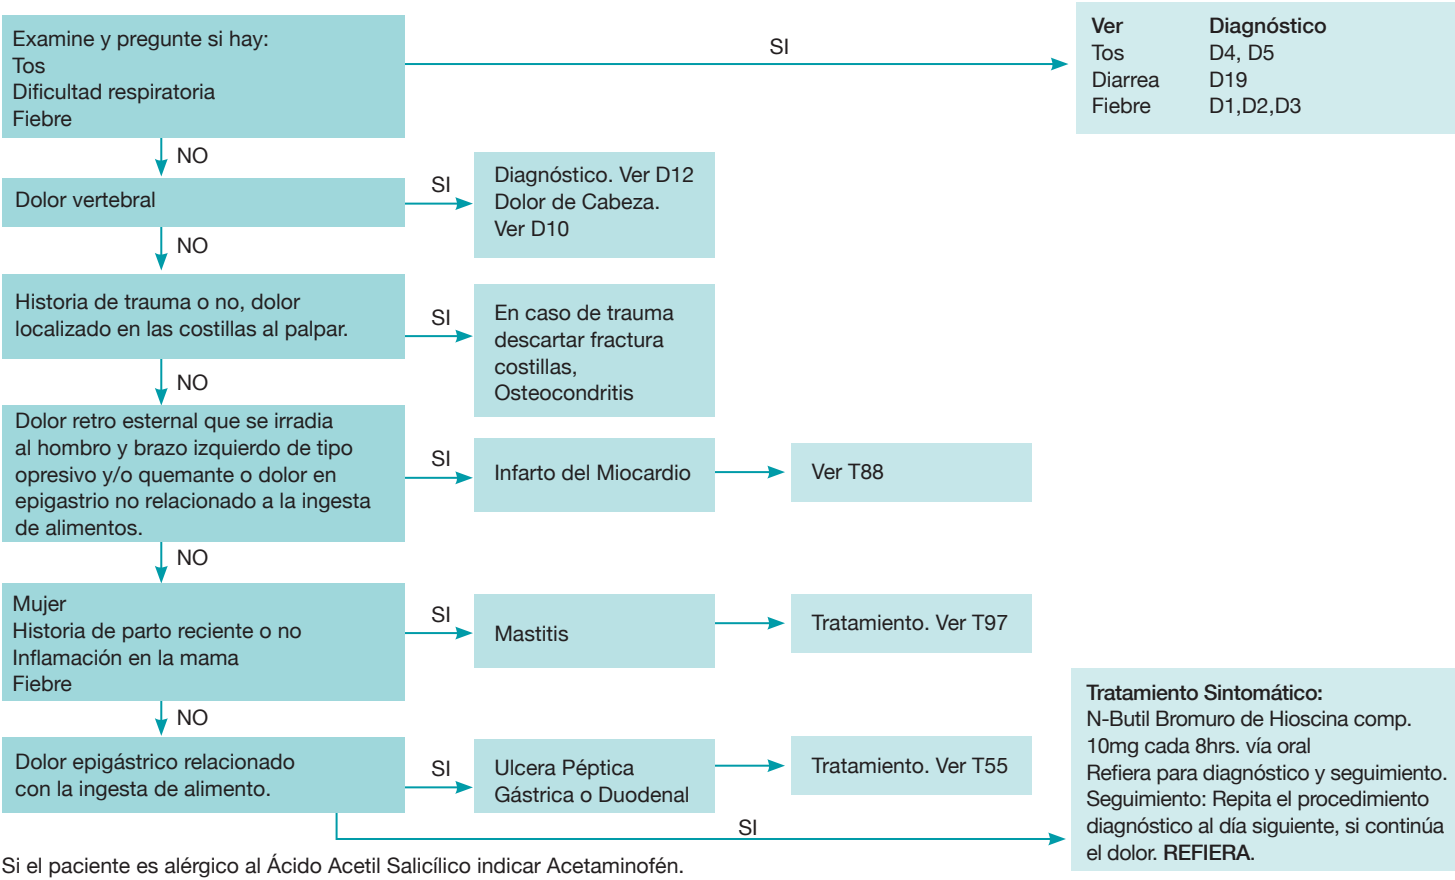 Examine y pregunte si hay:
Tos
Dificultad respiratoria
Fiebre
SI
Ver Diagnóstico
Tos D4, D5
Diarrea D19
Fiebre D1,D2,D3
NO
Dolor vertebral
SI
Diagnóstico. Ver D12
Dolor de Cabeza.
Ver D10
NO
Historia de trauma o no, dolor
localizado en las costillas al palpar.
SI
En caso de trauma
descartar fractura
costillas,
Osteocondritis
NO
Dolor retro esternal que se irradia
al hombro y brazo izquierdo de tipo
opresivo y/o quemante o dolor en
epigastrio no relacionado a la ingesta
de alimentos.
SI
Infarto del Miocardio
Ver T88
NO
Mujer
Historia de parto reciente o no
Inflamación en la mama
Fiebre
SI
Mastitis
Tratamiento. Ver T97
NO
Dolor epigástrico relacionado
con la ingesta de alimento.
SI
Ulcera Péptica
Gástrica o Duodenal
Tratamiento. Ver T55
SI
Tratamiento Sintomático:
N-Butil Bromuro de Hioscina comp.
10mg cada 8hrs. vía oral
Refiera para diagnóstico y seguimiento.
Seguimiento: Repita el procedimiento
diagnóstico al día siguiente, si continúa
el dolor. REFIERA.
Si el paciente es alérgico al Ácido Acetil Salicílico indicar Acetaminofén.